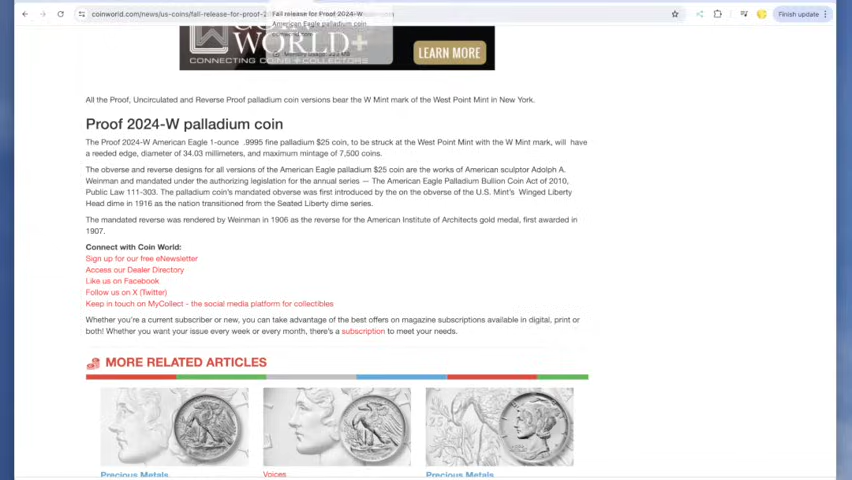 coinworld.com/news/us-coins/fall-release-for-proof-2
Fall release for Proof 2024-W
American Eagle palladium coin
Finish update
WORLD+
CONNECTING COINS COLLECTORS
LEARN MORE
All the Proof, Uncirculated and Reverse Proof palladium coin versions bear the W Mint mark of the West Point Mint in New York.
Proof 2024-W palladium coin
The Proof 2024-W American Eagle 1-ounce .9995 fine palladium $25 coin, to be struck at the West Point Mint with the W Mint mark, will have
a reeded edge, diameter of 34.03 millimeters, and maximum mintage of 7,500 coins.
The obverse and reverse designs for all versions of the American Eagle palladium $25 coin are the works of American sculptor Adolph A.
Weinman and mandated under the authorizing legislation for the annual series — The American Eagle Palladium Bullion Coin Act of 2010,
Public Law 111-303. The palladium coin's mandated obverse was first introduced by the on the obverse of the U.S. Mint's Winged Liberty
Head dime in 1916 as the nation transitioned from the Seated Liberty dime series.
The mandated reverse was rendered by Weinman in 1906 as the reverse for the American Institute of Architects gold medal, first awarded in
1907.
Connect with Coin World:
Sign up for our free eNewsletter
Access our Dealer Directory
Like us on Facebook
Follow us on X (Twitter)
Keep in touch on MyCollect - the social media platform for collectibles
Whether you're a current subscriber or new, you can take advantage of the best offers on magazine subscriptions available in digital, print or
both! Whether you want your issue every week or every month, there's a subscription to meet your needs.
MORE RELATED ARTICLES
Precious Metals
Voices
Precious Metals